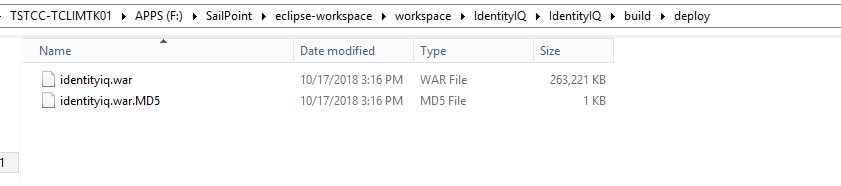 TSTCC-TCLIMTK01 ▸ APPS (F:) ▸ SailPoint ▸ eclipse-workspace ▸ workspace ▸ IdentityIQ ▸ IdentityIQ ▸ build ▸ deploy
Name Date modified Type Size
identityiq.war 10/17/2018 3:16 PM WAR File 263,221 KB
identityiq.war.MD5 10/17/2018 3:16 PM MD5 File 1 KB
1